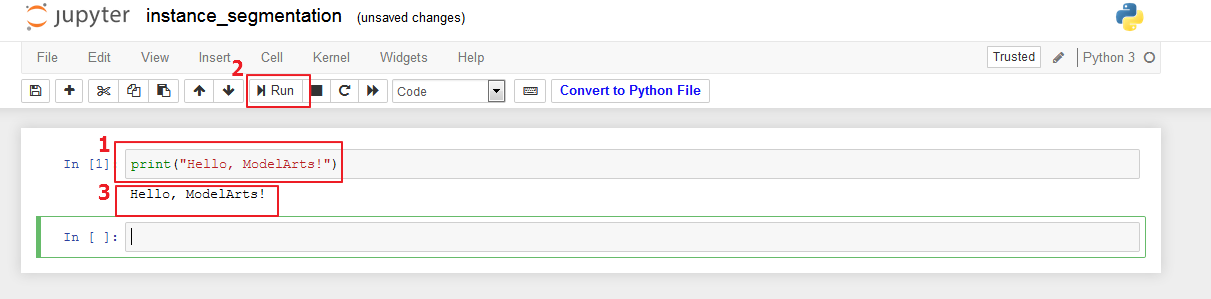 jupyter instance_segmentation (unsaved changes)
File Edit View Insert Cell Kernel Widgets Help Trusted Python 3
2
Run Code Convert to Python File
1
In [1] print("Hello, ModelArts!")
3 Hello, ModelArts!
In [ ]: